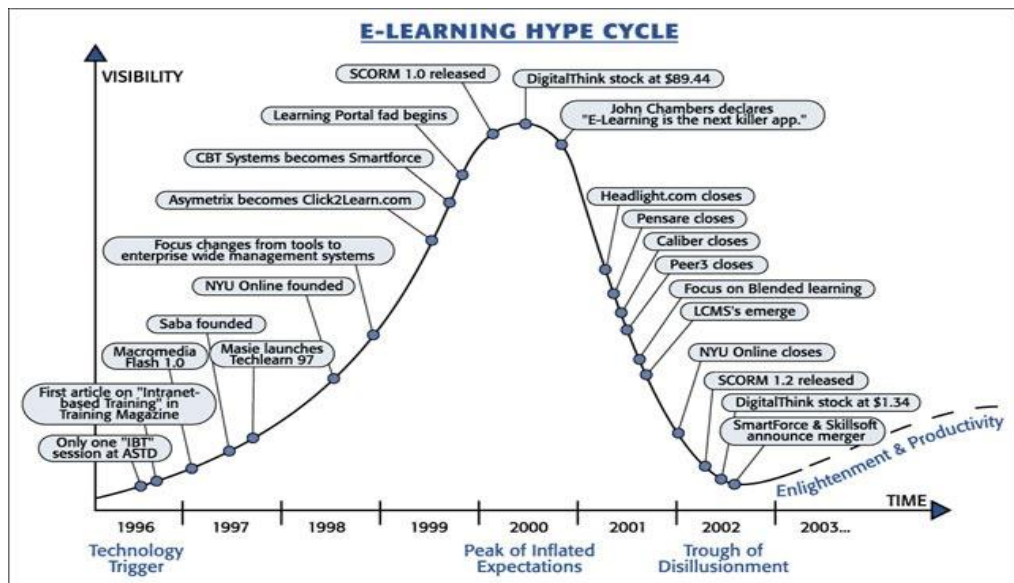 E-LEARNING HYPE CYCLE
VISIBILITY
SCORM 1.0 released
DigitalThink stock at $89.44
John Chambers declares
"E-Learning is the next killer app."
Learning Portal fad begins
CBT Systems becomes Smartforce
Asymetrix becomes Click2Learn.com
Focus changes from tools to
enterprise wide management systems
NYU Online founded
Saba founded
Masie launches
Techlearn 97
Macromedia
Flash 1.0
First article on "Intranet-
based Training" in
Training Magazine
Only one "IBT"
session at ASTD
Headlight.com closes
Pensare closes
Caliber closes
Peer3 closes
Focus on Blended learning
LCMS's emerge
NYU Online closes
SCORM 1.2 released
DigitalThink stock at $1.34
SmartForce & Skillsoft
announce merger
Enlightenment & Productivity
TIME
1996 1997 1998 1999 2000 2001 2002 2003...
Technology
Trigger
Peak of Inflated
Expectations
Trough of
Disillusionment